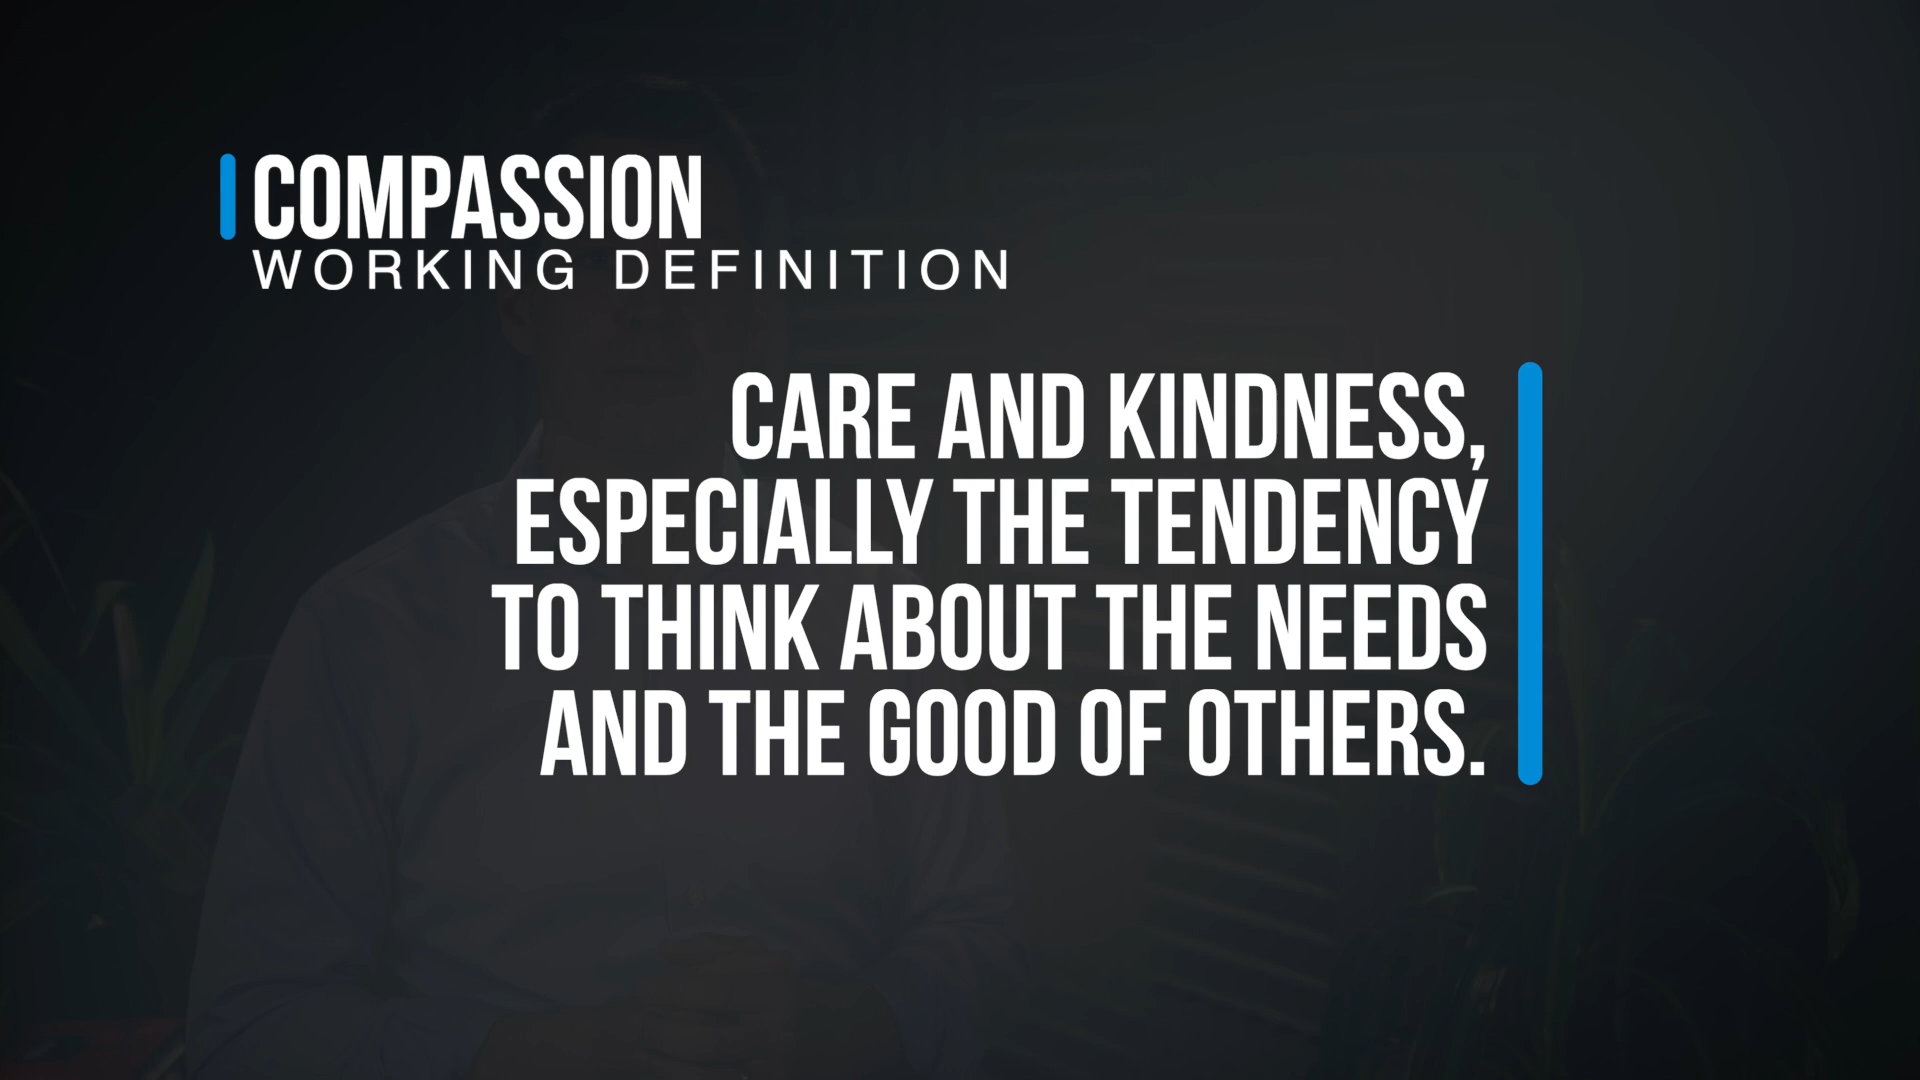 COMPASSION
WORKING DEFINITION
CARE AND KINDNESS,
ESPECIALLY THE TENDENCY
TO THINK ABOUT THE NEEDS
AND THE GOOD OF OTHERS.